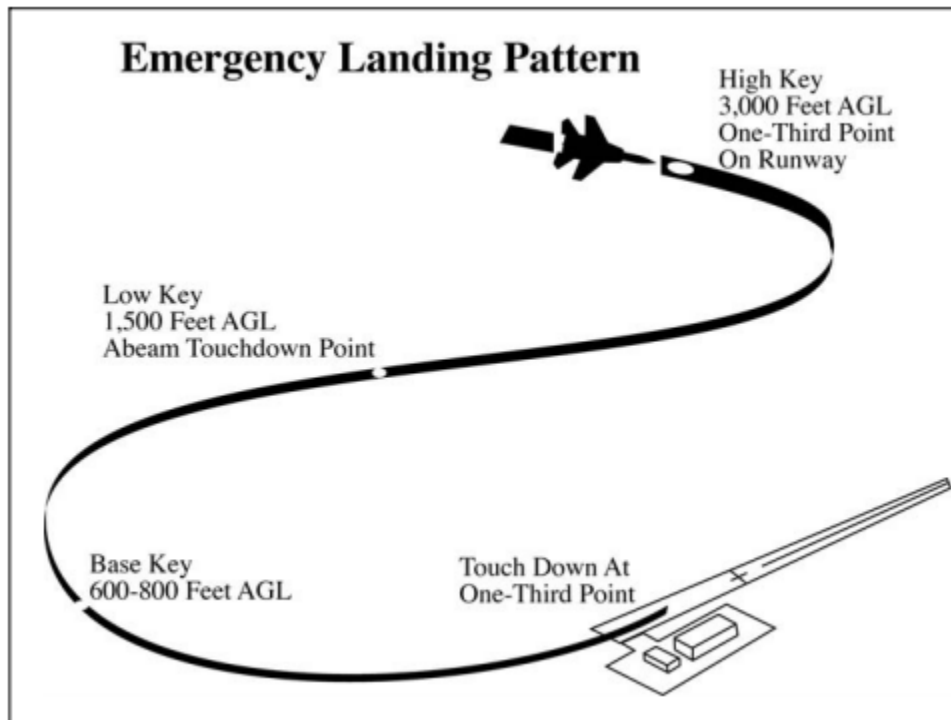 Emergency Landing Pattern
High Key
3,000 Feet AGL
One-Third Point
On Runway
Low Key
1,500 Feet AGL
Abeam Touchdown Point
Base Key
600-800 Feet AGL
Touch Down At
One-Third Point